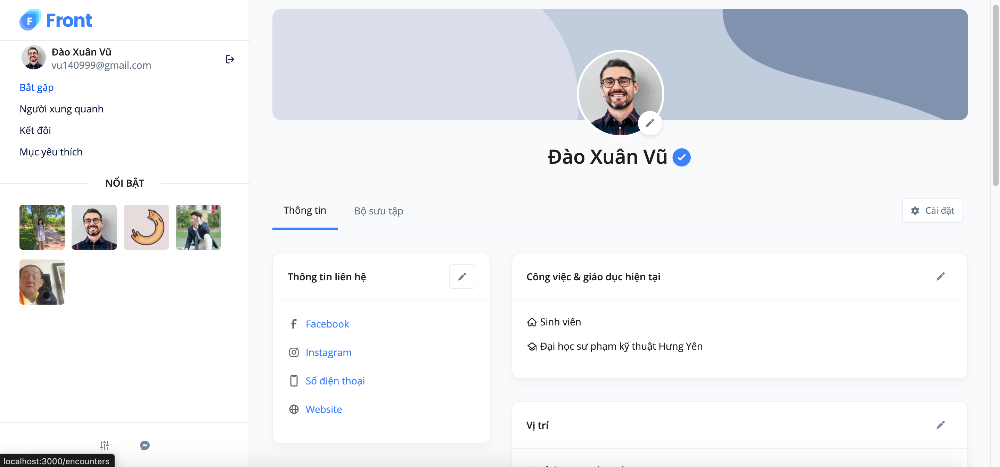 F Front
Đào Xuân Vũ
vu140999@gmail.com
Bắt gặp
Người xung quanh
Kết đôi
Mục yêu thích
NỔI BẬT
localhost:3000/encounters
Đào Xuân Vũ
Thông tin
Bộ sưu tập
Cài đặt
Thông tin liên hệ
Facebook
Instagram
Số điện thoại
Website
Công việc & giáo dục hiện tại
Sinh viên
Đại học sư phạm kỹ thuật Hưng Yên
Vị trí